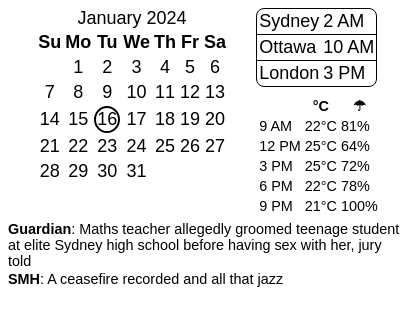 January 2024
Su Mo Tu We Th Fr Sa
1 2 3 4 5 6
7 8 9 10 11 12 13
14 15 16 17 18 19 20
21 22 23 24 25 26 27
28 29 30 31
Sydney 2 AM
Ottawa 10 AM
London 3 PM
°C ☂
9 AM 22°C 81%
12 PM 25°C 64%
3 PM 25°C 72%
6 PM 22°C 78%
9 PM 21°C 100%
Guardian: Maths teacher allegedly groomed teenage student
at elite Sydney high school before having sex with her, jury
told
SMH: A ceasefire recorded and all that jazz